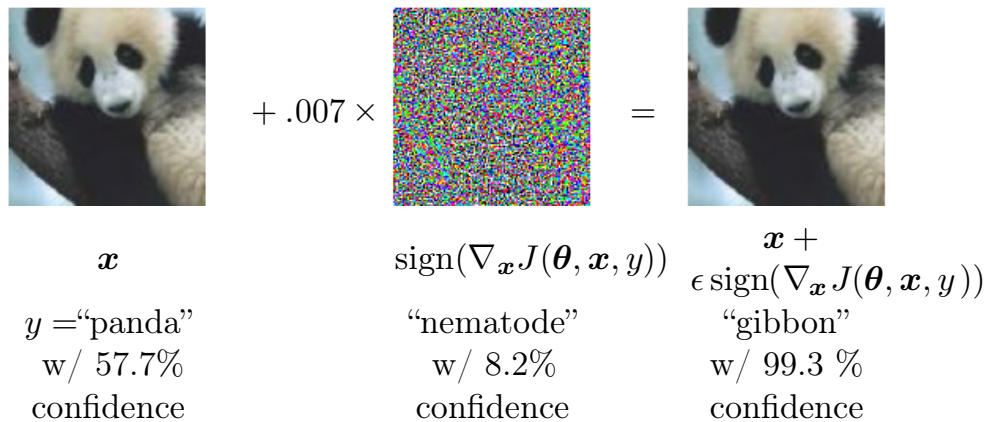 + .007 ×
=
x
sign(∇ₓJ(θ, x, y))
x +
ϵ sign(∇ₓJ(θ, x, y))
y =“panda”
“nematode”
“gibbon”
w/ 57.7%
w/ 8.2%
w/ 99.3 %
confidence
confidence
confidence